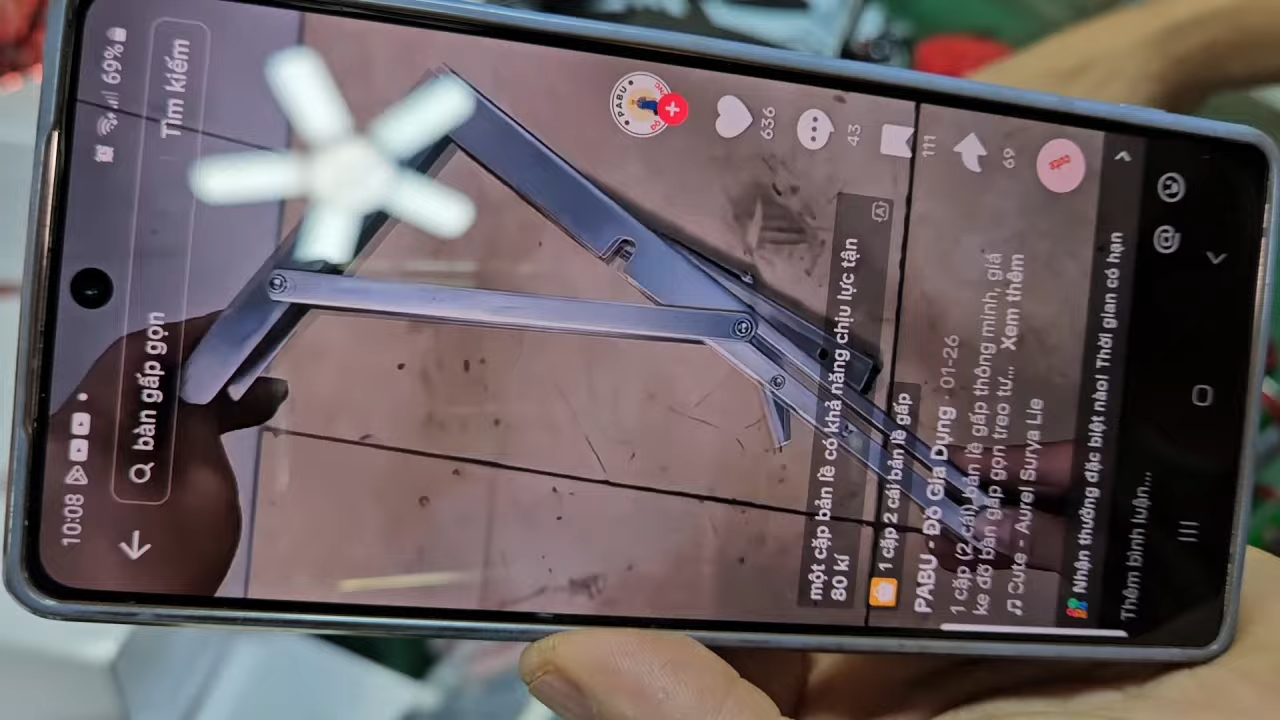 10:08
69%
bàn gấp gọn
Tìm kiếm
PABU
636
43
111
69
một cặp bản lề có khả năng chịu lực tận
80 kí
1 cặp 2 cái bản lề gấp
PABU - Đồ Gia Dụng · 01-26
1 cặp (2 cái) bản lề gấp thông minh, giá
kê đỡ bàn gấp gọn treo tư... Xem thêm
Cute - Aurel Surya Lie
Nhận thưởng đặc biệt nào! Thời gian có hạn
Thêm bình luận...